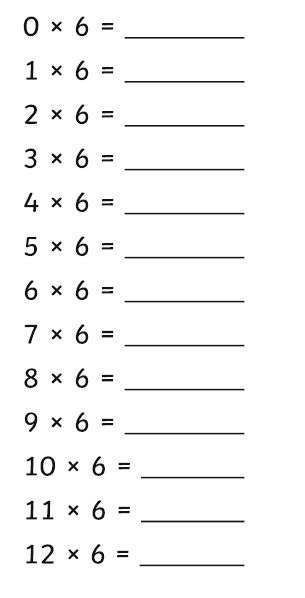 0 × 6 = ________
1 × 6 = ________
2 × 6 = ________
3 × 6 = ________
4 × 6 = ________
5 × 6 = ________
6 × 6 = ________
7 × 6 = ________
8 × 6 = ________
9 × 6 = ________
10 × 6 = _______
11 × 6 = _______
12 × 6 = _______